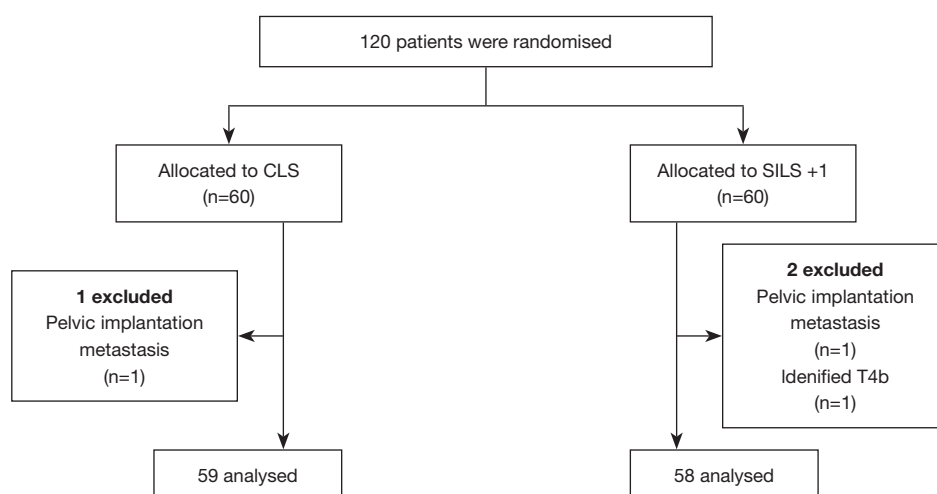 120 patients were randomised
Allocated to CLS
(n=60)
Allocated to SILS +1
(n=60)
1 excluded
Pelvic implantation
metastasis
(n=1)
2 excluded
Pelvic implantation
metastasis
(n=1)
Idenified T4b
(n=1)
59 analysed
58 analysed